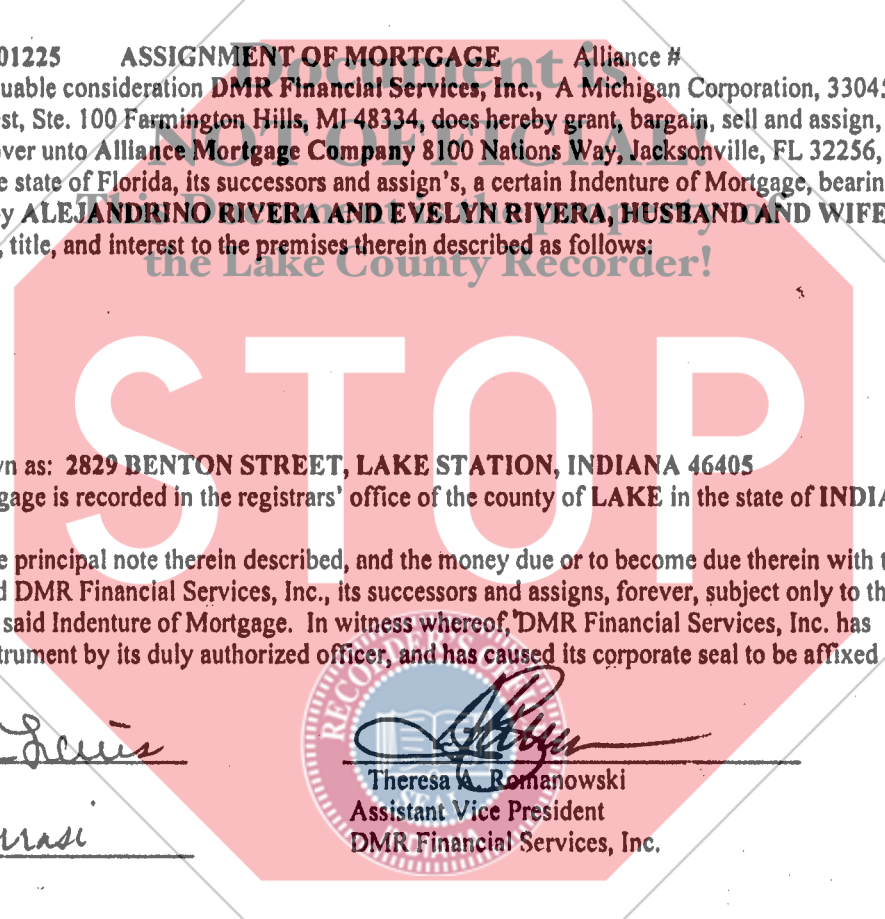 01225 ASSIGNMENT OF MORTGAGE Alliance #
uable consideration DMR Financial Services, Inc., A Michigan Corporation, 33045
st, Ste. 100 Farmington Hills, MI 48334, does hereby grant, bargain, sell and assign,
over unto Alliance Mortgage Company 8100 Nations Way, Jacksonville, FL 32256,
e state of Florida, its successors and assign's, a certain Indenture of Mortgage, bearin
y ALEJANDRINO RIVERA AND EVELYN RIVERA, HUSBAND AND WIFE
, title, and interest to the premises therein described as follows:
Document is
NOT OFFICIAL
This Document is the property of
the Lake County Recorder!
STOP
vn as: 2829 BENTON STREET, LAKE STATION, INDIANA 46405
gage is recorded in the registrars' office of the county of LAKE in the state of INDIA
e principal note therein described, and the money due or to become due therein with t
d DMR Financial Services, Inc., its successors and assigns, forever, subject only to th
said Indenture of Mortgage. In witness whereof, DMR Financial Services, Inc. has
trument by its duly authorized officer, and has caused its corporate seal to be affixed
RECORDER'S OFFICE
SEAL
INDIANA
Theresa A. Romanowski
Assistant Vice President
DMR Financial Services, Inc.